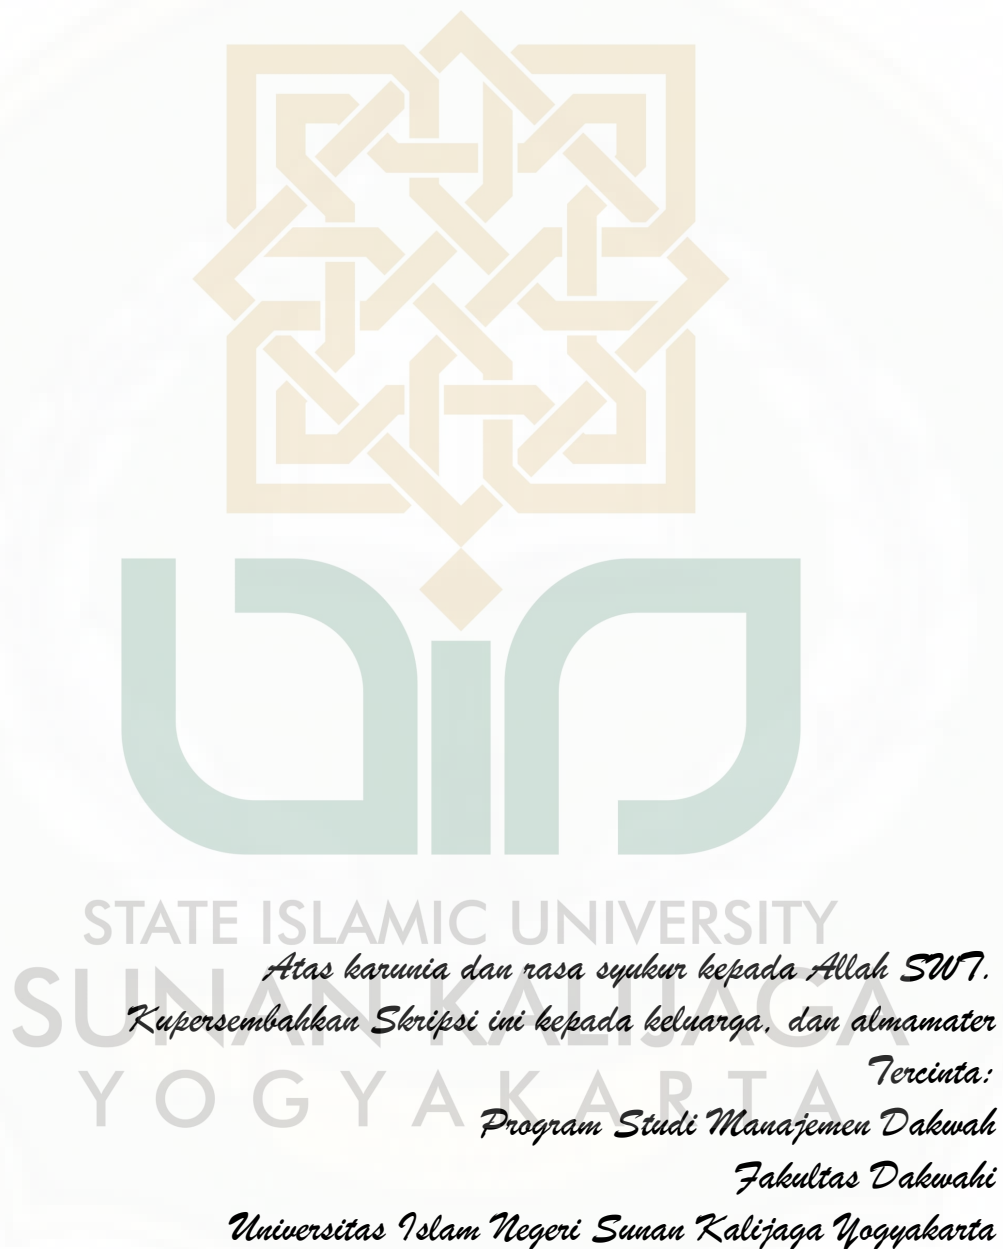 STATE ISLAMIC UNIVERSITY
SUNAN KALIJAGA
YOGYAKARTA
Atas karunia dan rasa syukur kepada Allah SWT.
Kupersembahkan Skripsi ini kepada keluarga, dan almamater
Tercinta:
Program Studi Manajemen Dakwah
Fakultas Dakwahi
Universitas Islam Negeri Sunan Kalijaga Yogyakarta